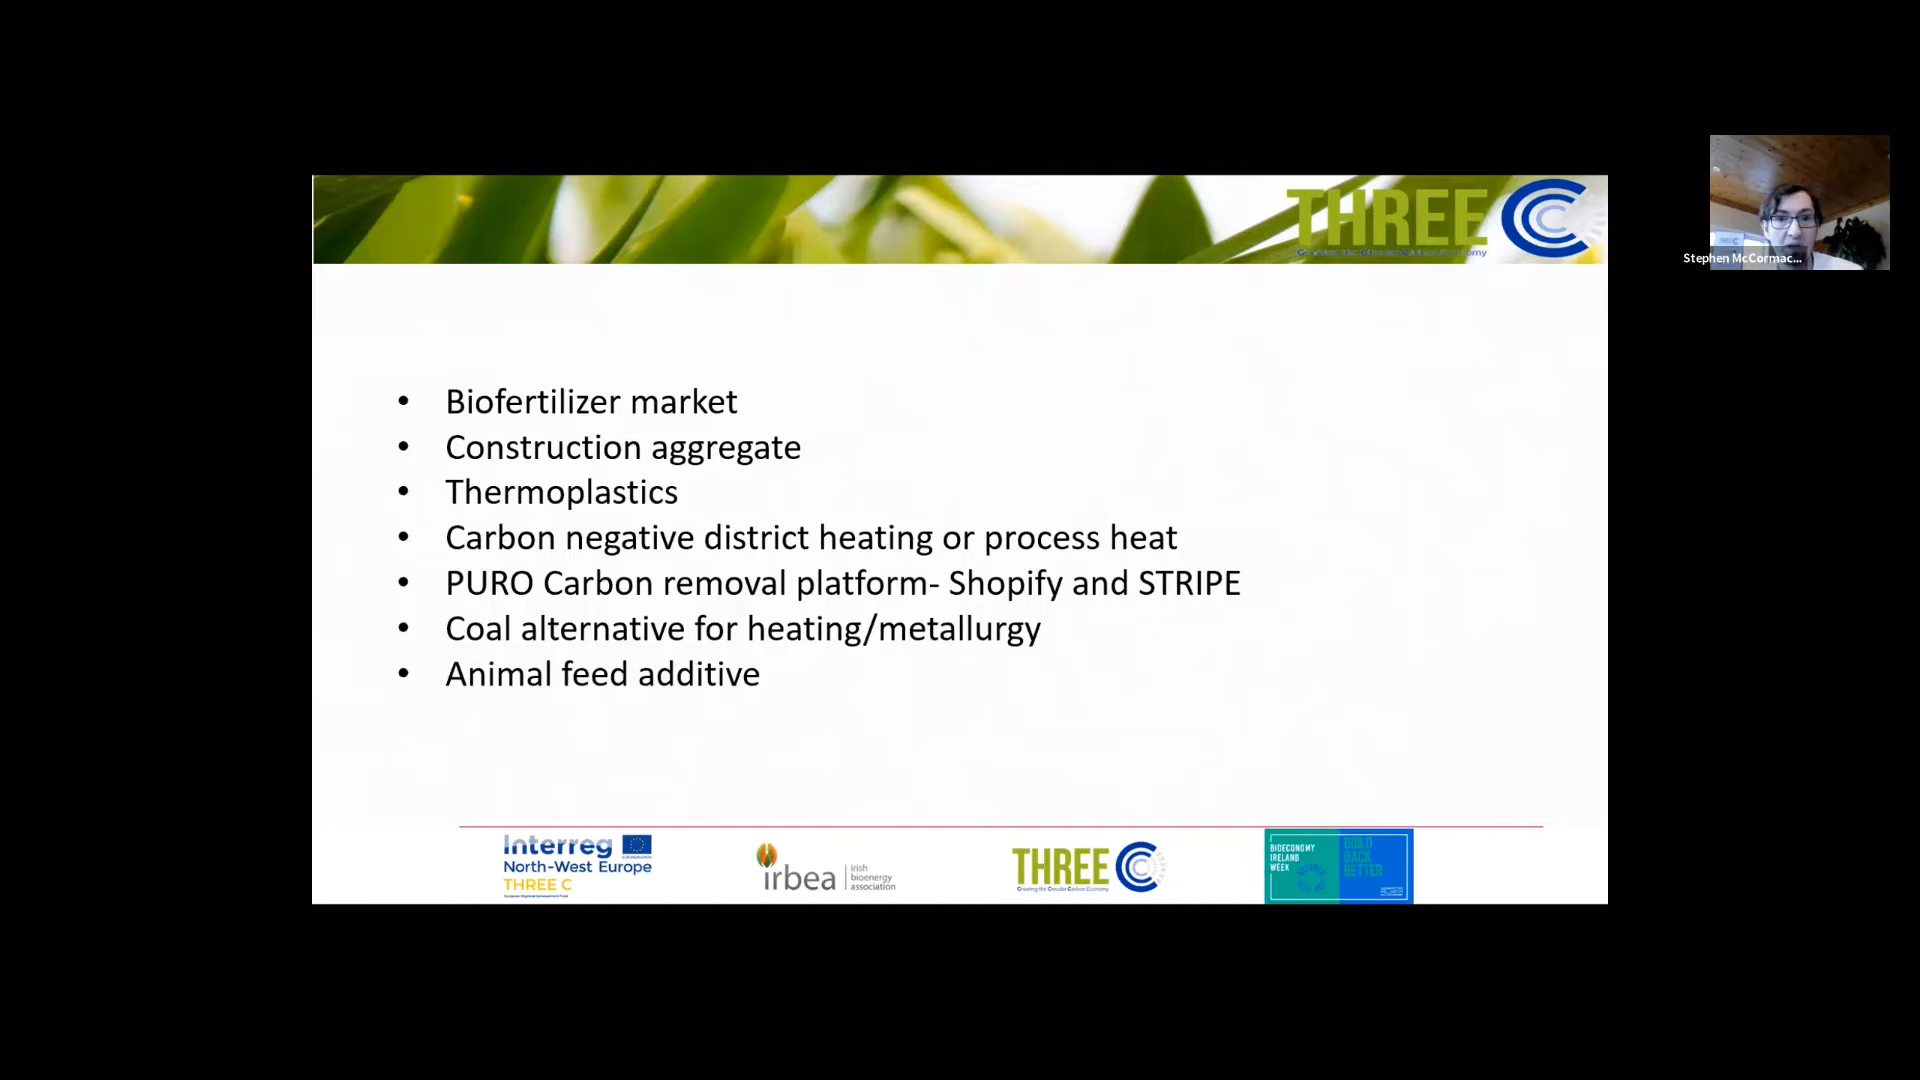 THREE C
Creating the Circular Carbon Economy
Stephen McCormac...
• Biofertilizer market
• Construction aggregate
• Thermoplastics
• Carbon negative district heating or process heat
• PURO Carbon removal platform- Shopify and STRIPE
• Coal alternative for heating/metallurgy
• Animal feed additive
Interreg
North-West Europe
THREE C
European Regional Development Fund
irbea
irish
bioenergy
association
THREE C
Creating the Circular Carbon Economy
BIOECONOMY
IRELAND
WEEK
BUILD
BACK
BETTER